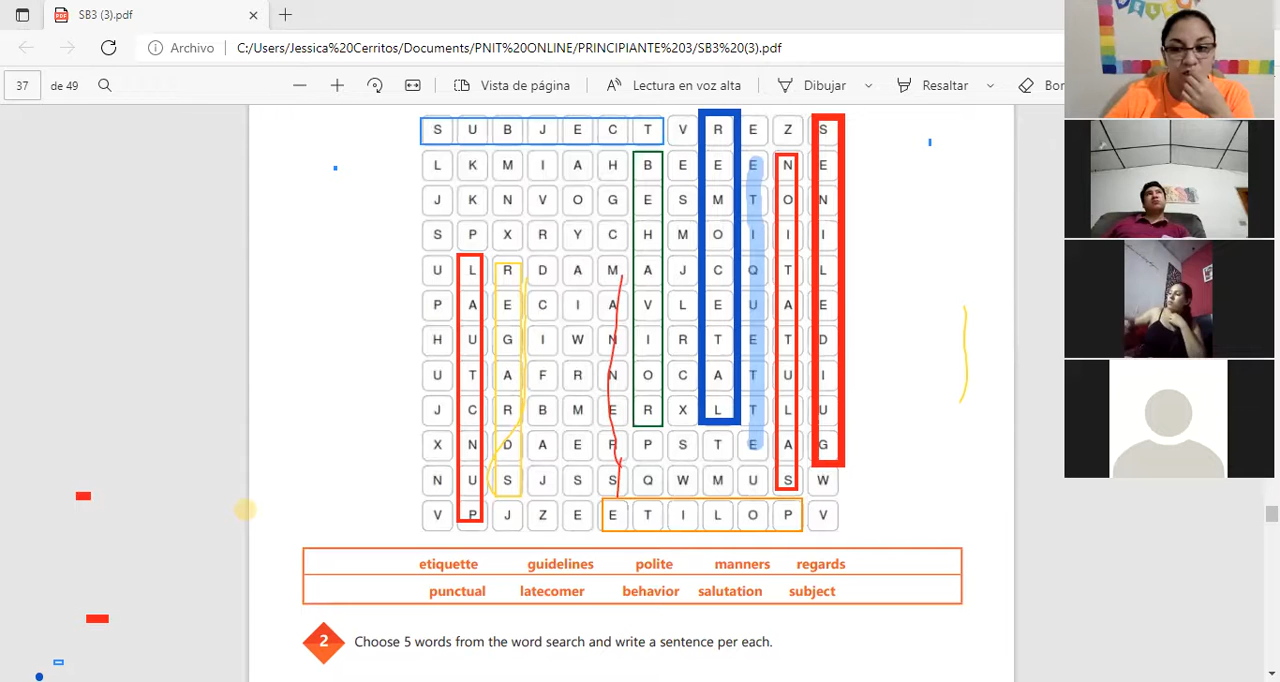 SB3 (3).pdf
Archivo C:/Users/Jessica%20Cerritos/Documents/PNIT%20ONLINE/PRINCIPIANTE%203/SB3%20(3).pdf
37 de 49 Vista de página Lectura en voz alta Dibujar Resaltar Bor
S U B J E C T V R E Z S
L K M I A H B E E E N E
J K N V O G E S M T O N
S P X R Y C H M O I I I
U L R D A M A J C Q T L
P A E C I A V L E U A E
H U G I W N I R T E T D
U T A F R N O C A T U I
J C R B M E R X L T L U
X N D A E R P S T E A G
N U S J S S Q W M U S W
V P J Z E E T I L O P V
etiquette guidelines polite manners regards
punctual latecomer behavior salutation subject
2 Choose 5 words from the word search and write a sentence per each.